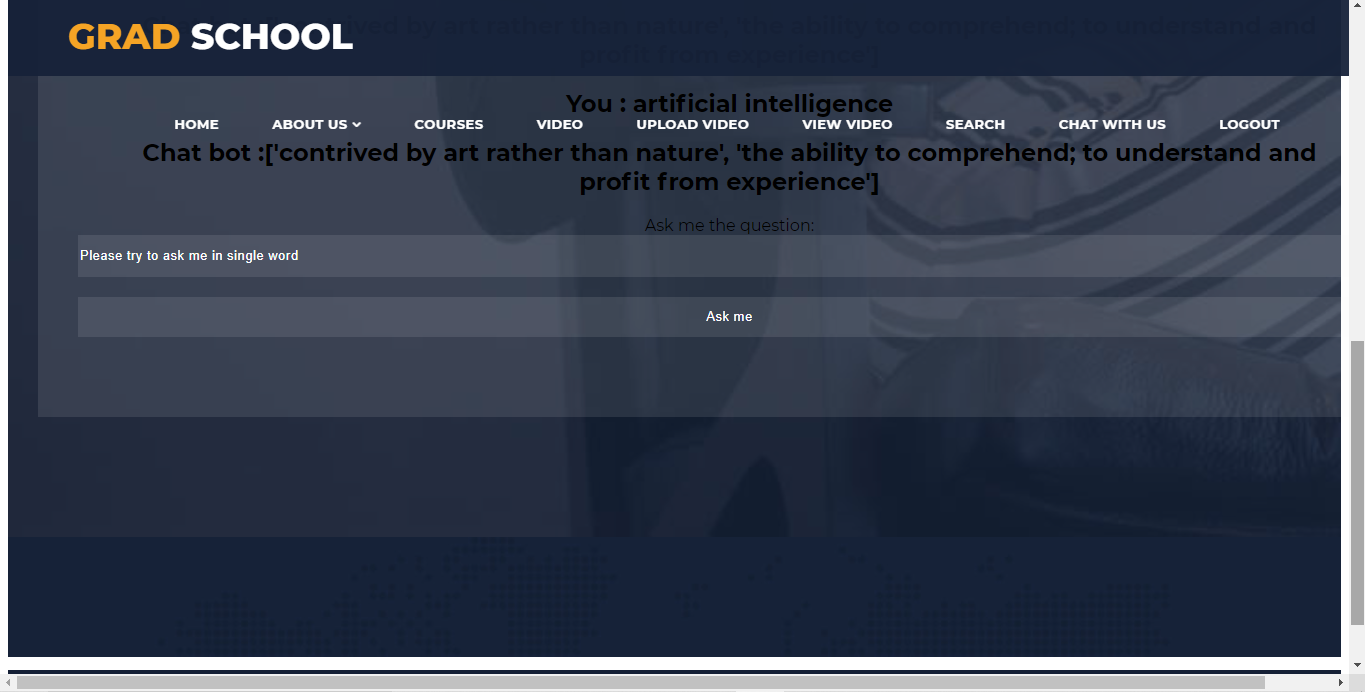 contrived by art rather than nature', 'the ability to comprehend; to understand and
GRAD SCHOOL
profit from experience']
You : artificial intelligence
HOME ABOUT US COURSES VIDEO UPLOAD VIDEO VIEW VIDEO SEARCH CHAT WITH US LOGOUT
Chat bot :['contrived by art rather than nature', 'the ability to comprehend; to understand and
profit from experience']
Ask me the question:
Please try to ask me in single word
Ask me